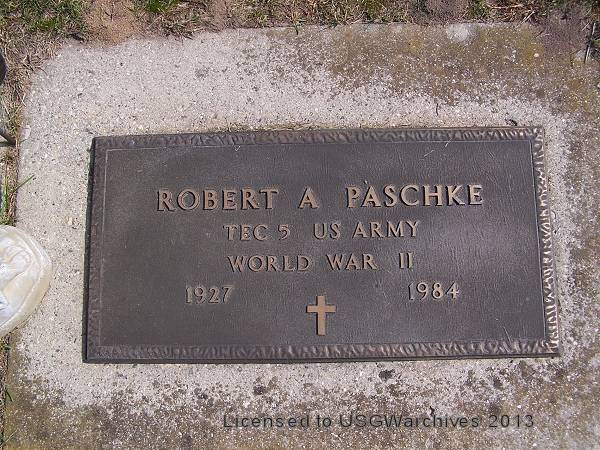 ROBERT A PASCHKE
TEC 5 US ARMY
WORLD WAR II
1927 1984
Licensed to USGWarchives 2013